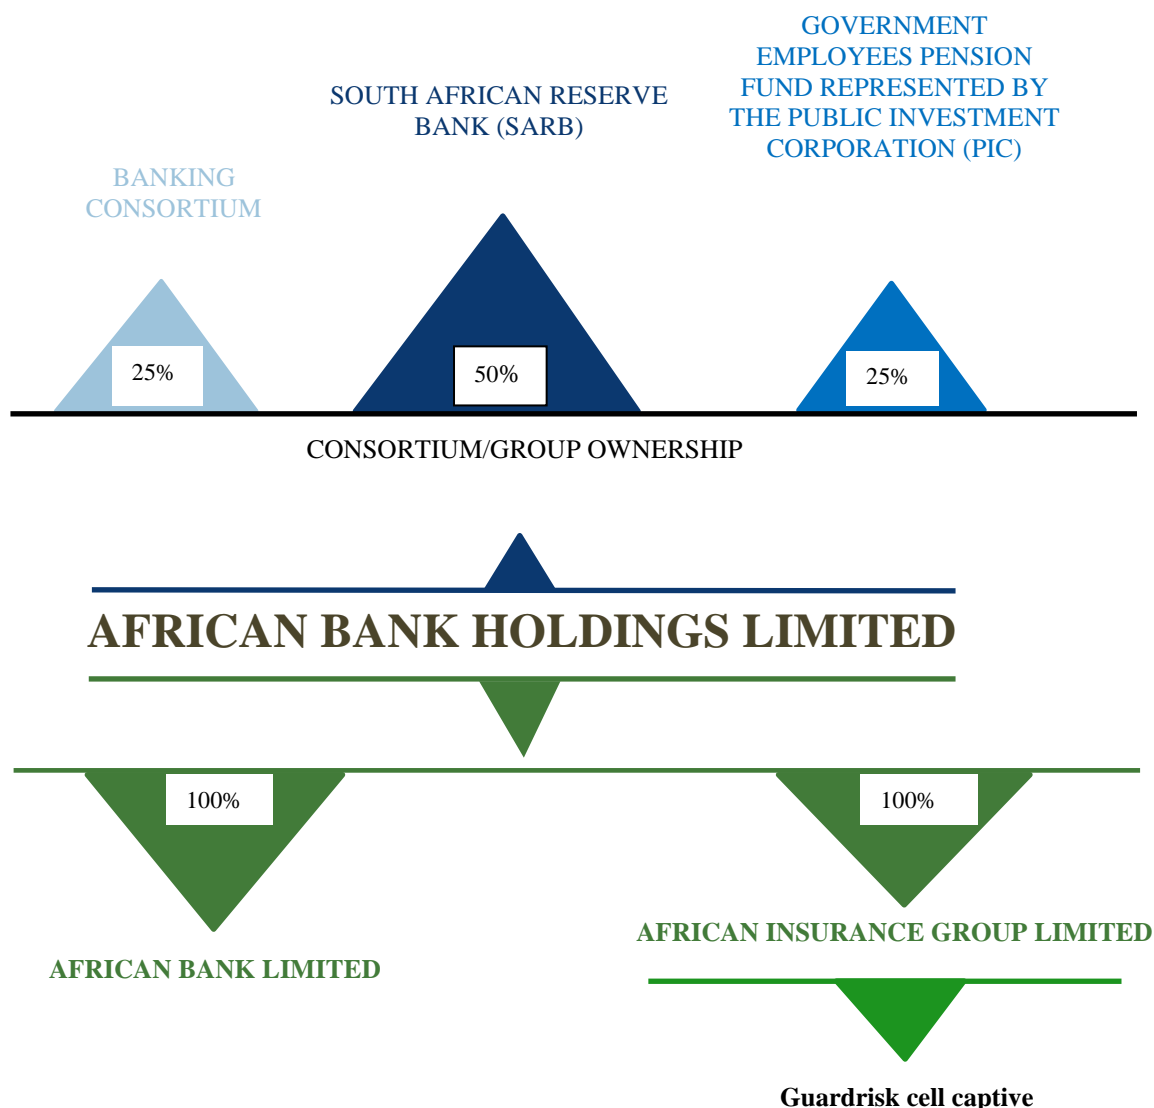 GOVERNMENT
EMPLOYEES PENSION
FUND REPRESENTED BY
THE PUBLIC INVESTMENT
CORPORATION (PIC)
SOUTH AFRICAN RESERVE
BANK (SARB)
BANKING
CONSORTIUM
25%
50%
25%
CONSORTIUM/GROUP OWNERSHIP
AFRICAN BANK HOLDINGS LIMITED
100%
100%
AFRICAN INSURANCE GROUP LIMITED
AFRICAN BANK LIMITED
Guardrisk cell captive